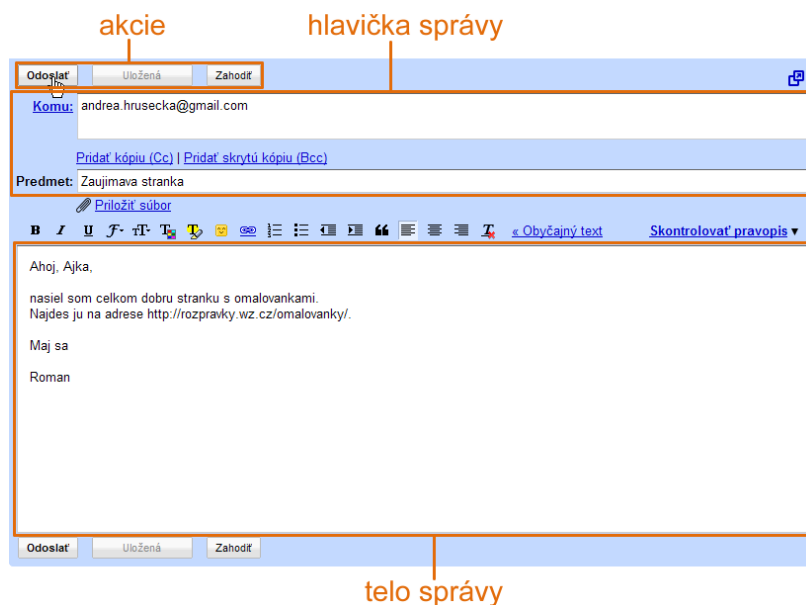 akcie hlavička správy
Odoslať Uložená Zahodiť
Komu: andrea.hrusecka@gmail.com
Pridať kópiu (Cc) | Pridať skrytú kópiu (Bcc)
Predmet: Zaujimava stranka
Priložiť súbor
B I U F T T T T « Obyčajný text Skontrolovať pravopis
Ahoj, Ajka,
nasiel som celkom dobru stranku s omalovankami.
Najdes ju na adrese http://rozpravky.wz.cz/omalovanky/.
Maj sa
Roman
Odoslať Uložená Zahodiť
telo správy